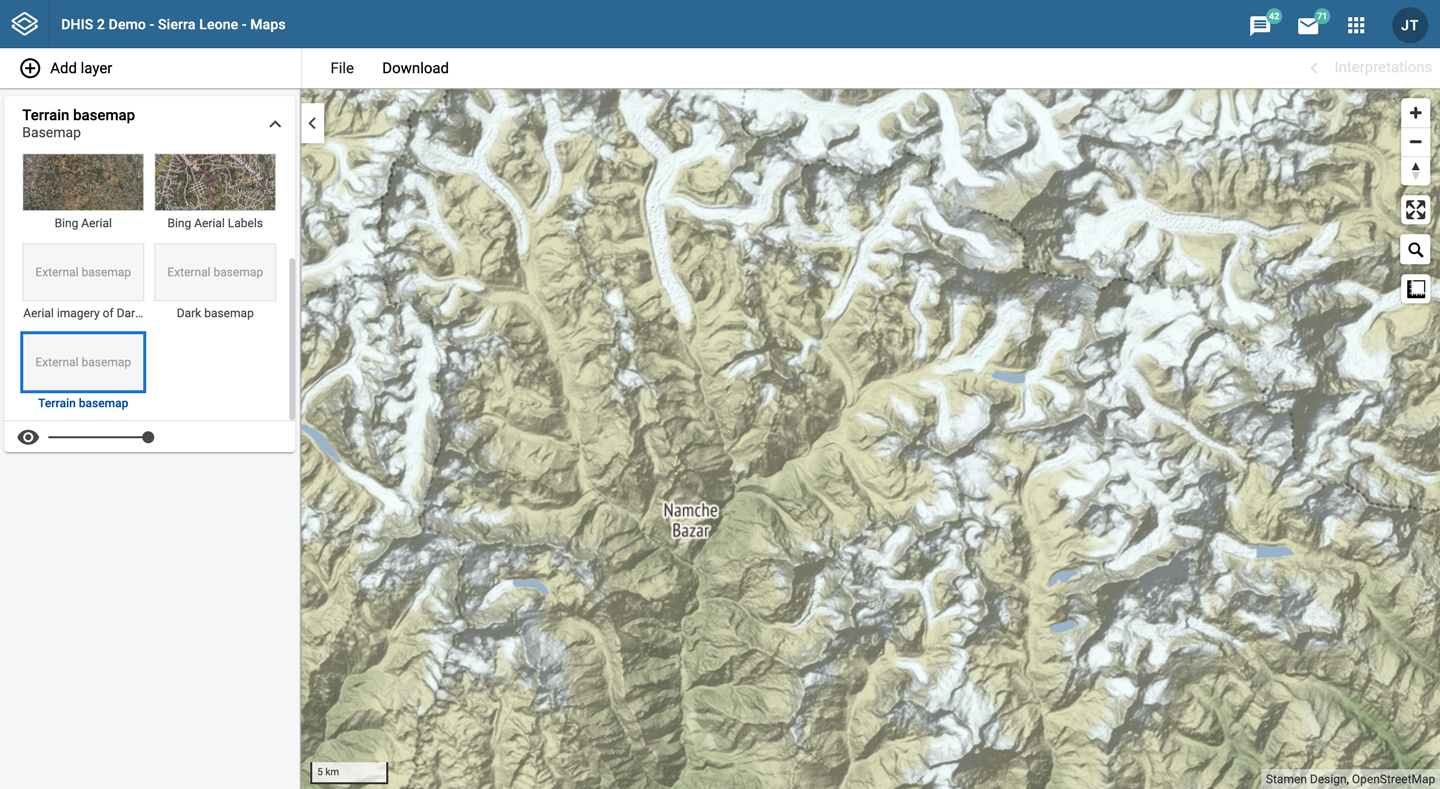 DHIS 2 Demo - Sierra Leone - Maps
42
71
JT
Add layer
File
Download
Interpretations
Terrain basemap
Basemap
Bing Aerial
Bing Aerial Labels
External basemap
External basemap
Aerial imagery of Dar...
Dark basemap
External basemap
Terrain basemap
Namche
Bazar
5 km
Stamen Design, OpenStreetMap